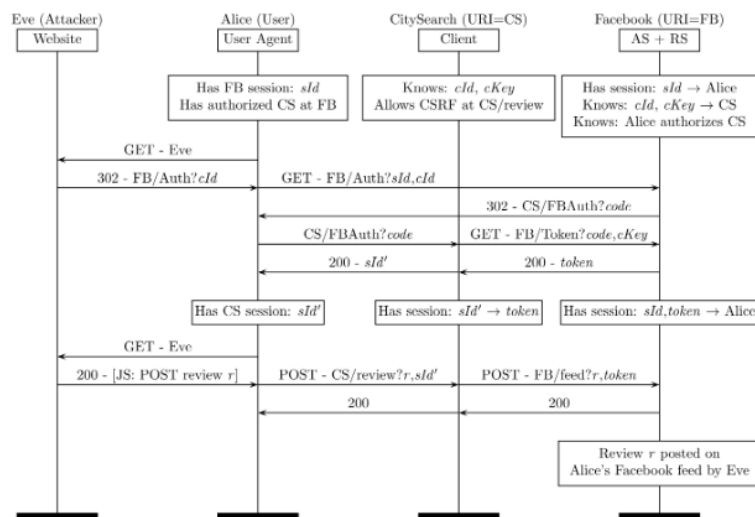 Eve (Attacker)
Alice (User)
CitySearch (URI=CS)
Facebook (URI=FB)
Website
User Agent
Client
AS + RS
Has FB session: sId
Has authorized CS at FB
Knows: cId, cKey
Allows CSRF at CS/review
Has session: sId → Alice
Knows: cId, cKey → CS
Knows: Alice authorizes CS
GET - Eve
302 - FB/Auth?cId
GET - FB/Auth?sId,cId
302 - CS/FBAuth?code
CS/FBAuth?code
GET - FB/Token?code,cKey
200 - sId′
200 - token
Has CS session: sId′
Has session: sId′ → token
Has session: sId,token → Alice
GET - Eve
200 - [JS: POST review r]
POST - CS/review?r,sId′
POST - FB/feed?r,token
200
200
Review r posted on
Alice's Facebook feed by Eve